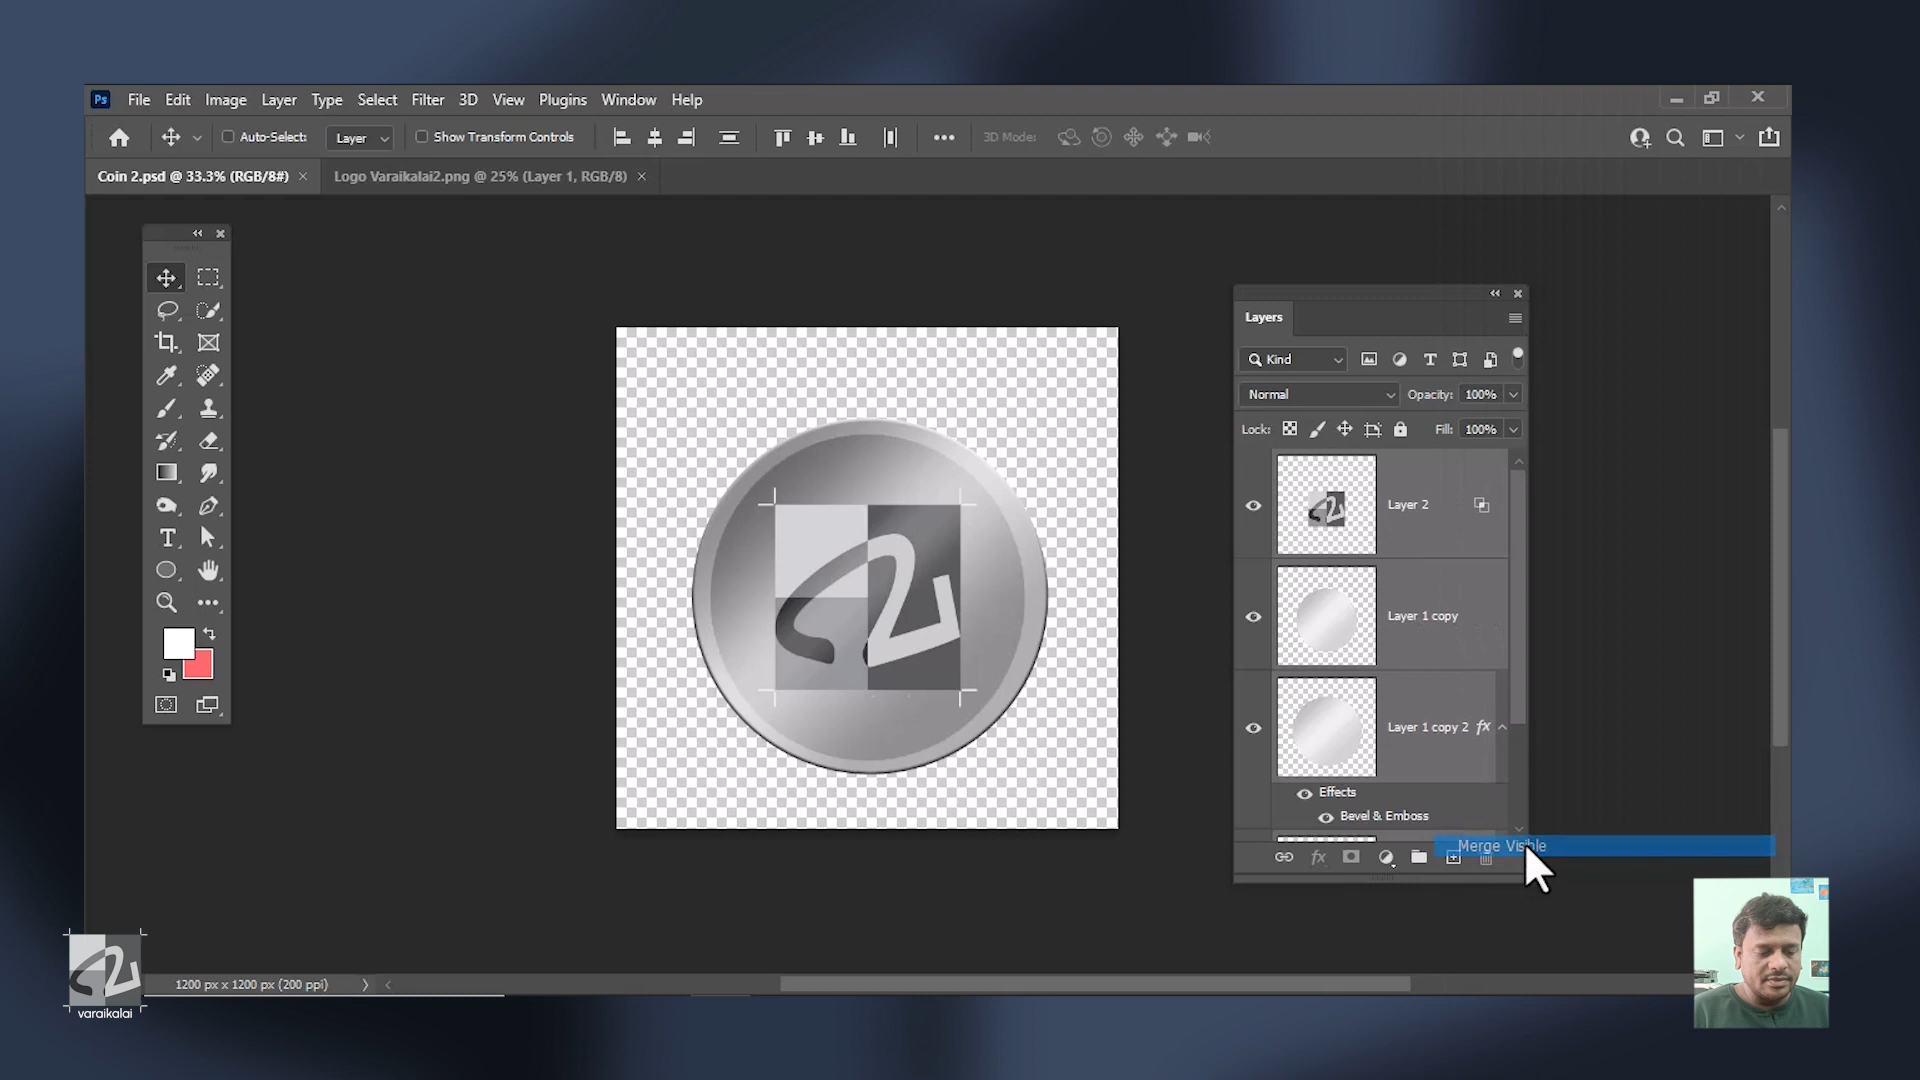 Ps File Edit Image Layer Type Select Filter 3D View Plugins Window Help
Auto-Select: Layer Show Transform Controls 3D Mode:
Coin 2.psd @ 33.3% (RGB/8#) Logo Varaikalai2.png @ 25% (Layer 1, RGB/8)
Layers
Kind
Normal Opacity: 100%
Lock: Fill: 100%
Layer 2
Layer 1 copy
Layer 1 copy 2 fx
Effects
Bevel & Emboss
fx Merge Visible
1200 px x 1200 px (200 ppi)
varaikalai